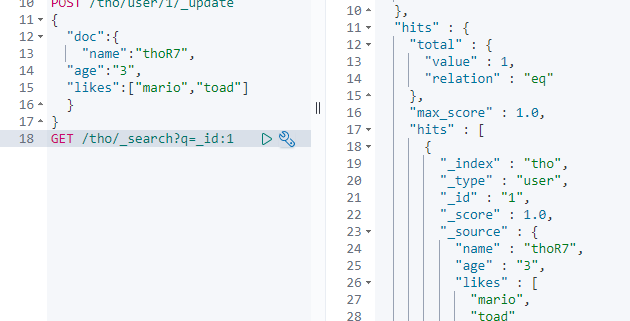 10 POST /tho/user/1/_update
11 {
12 "doc":{
13 "name":"thoR7",
14 "age":"3",
15 "likes":["mario","toad"]
16 }
17 }
18 GET /tho/_search?q=_id:1
10 },
11 "hits" : {
12 "total" : {
13 "value" : 1,
14 "relation" : "eq"
15 },
16 "max_score" : 1.0,
17 "hits" : [
18 {
19 "_index" : "tho",
20 "_type" : "user",
21 "_id" : "1",
22 "_score" : 1.0,
23 "_source" : {
24 "name" : "thoR7",
25 "age" : "3",
26 "likes" : [
27 "mario",
28 "toad"